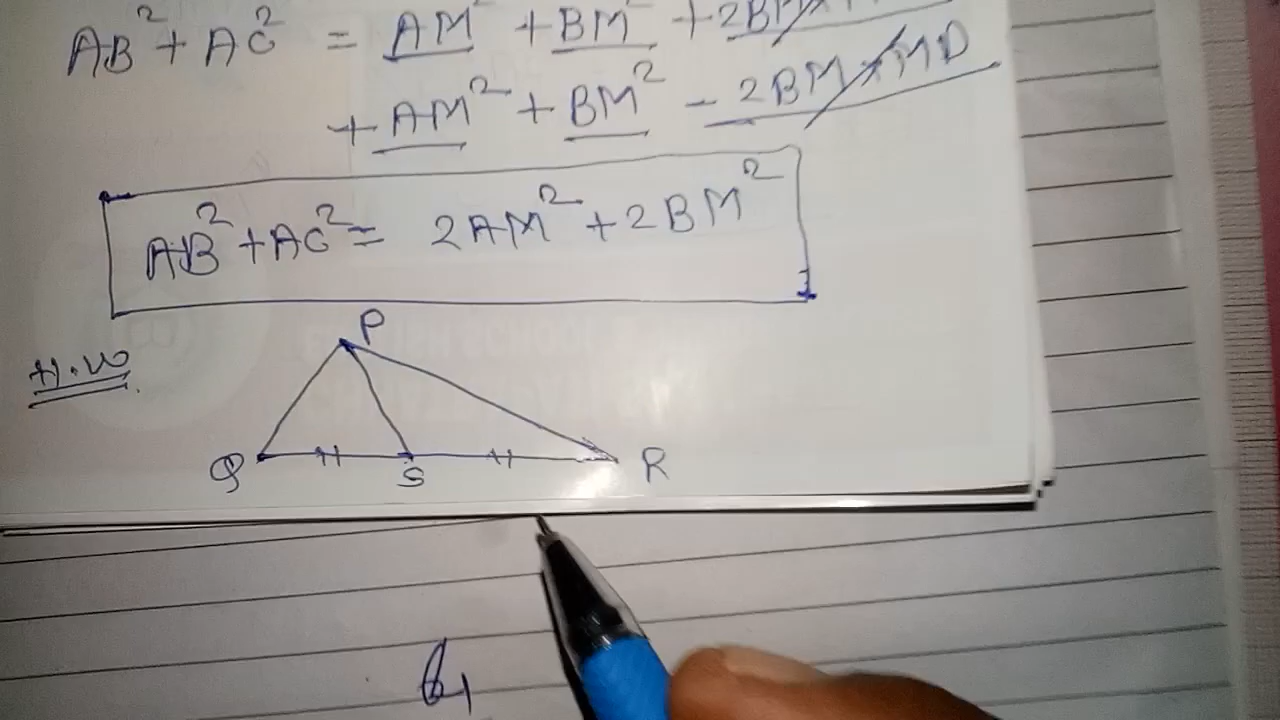 AB² + AC² = AM² + BM² + 2BM
+ AM² + BM² - 2BM × MD
AB² + AC² = 2AM² + 2BM²
H.W
P
Q S R